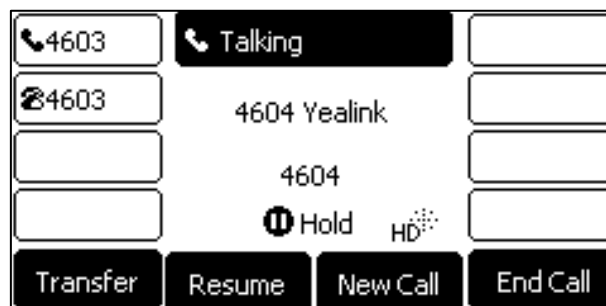 4603 Talking
4603
4604 Yealink
4604
Hold HD
Transfer Resume New Call End Call